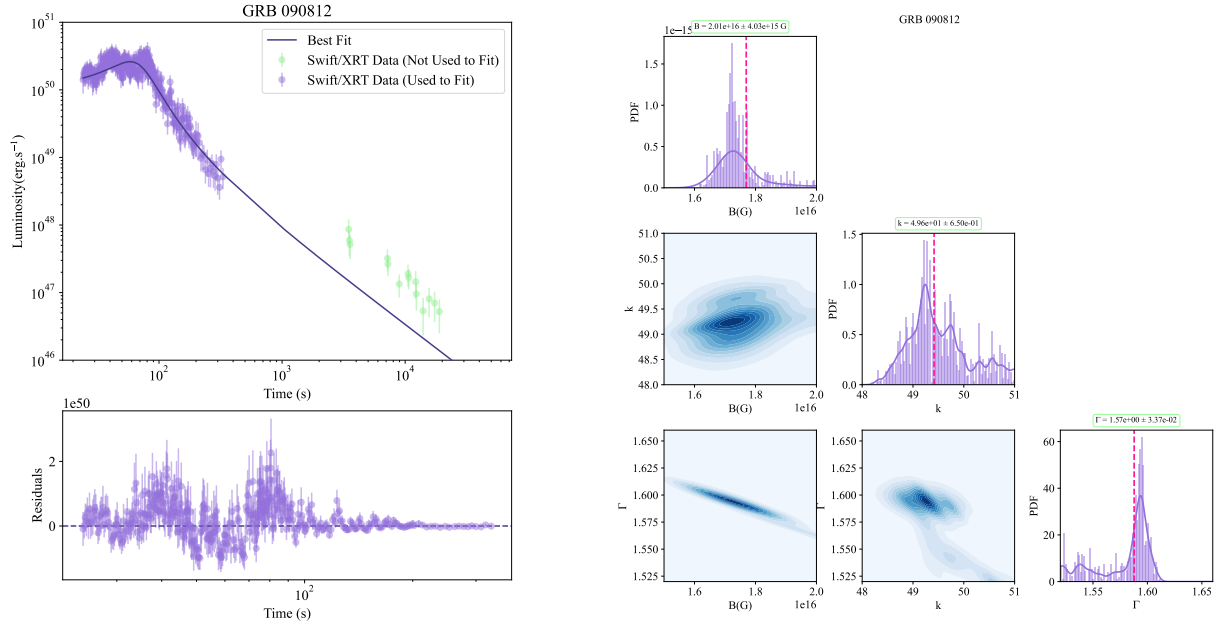 GRB 090812
10^51
10^50
10^49
10^48
10^47
10^46
Luminosity(erg.s^-1)
Best Fit
Swift/XRT Data (Not Used to Fit)
Swift/XRT Data (Used to Fit)
10^2
10^3
10^4
Time (s)
1e50
2
0
Residuals
10^2
Time (s)
GRB 090812
1e−15
B = 2.01e+16 ± 4.03e+15 G
1.5
1.0
0.5
0.0
PDF
1.6
1.8
2.0
B(G)
1e16
k = 4.96e+01 ± 6.50e-01
51.0
50.5
50.0
49.5
49.0
48.5
48.0
k
1.6
1.8
2.0
B(G)
1e16
1.5
1.0
0.5
0.0
PDF
48
49
50
51
k
Γ = 1.57e+00 ± 3.37e-02
1.650
1.625
1.600
1.575
1.550
1.525
Γ
1.6
1.8
2.0
B(G)
1e16
1.650
1.625
1.600
1.575
1.550
1.525
Γ
48
49
50
51
k
60
40
20
0
PDF
1.55
1.60
1.65
Γ